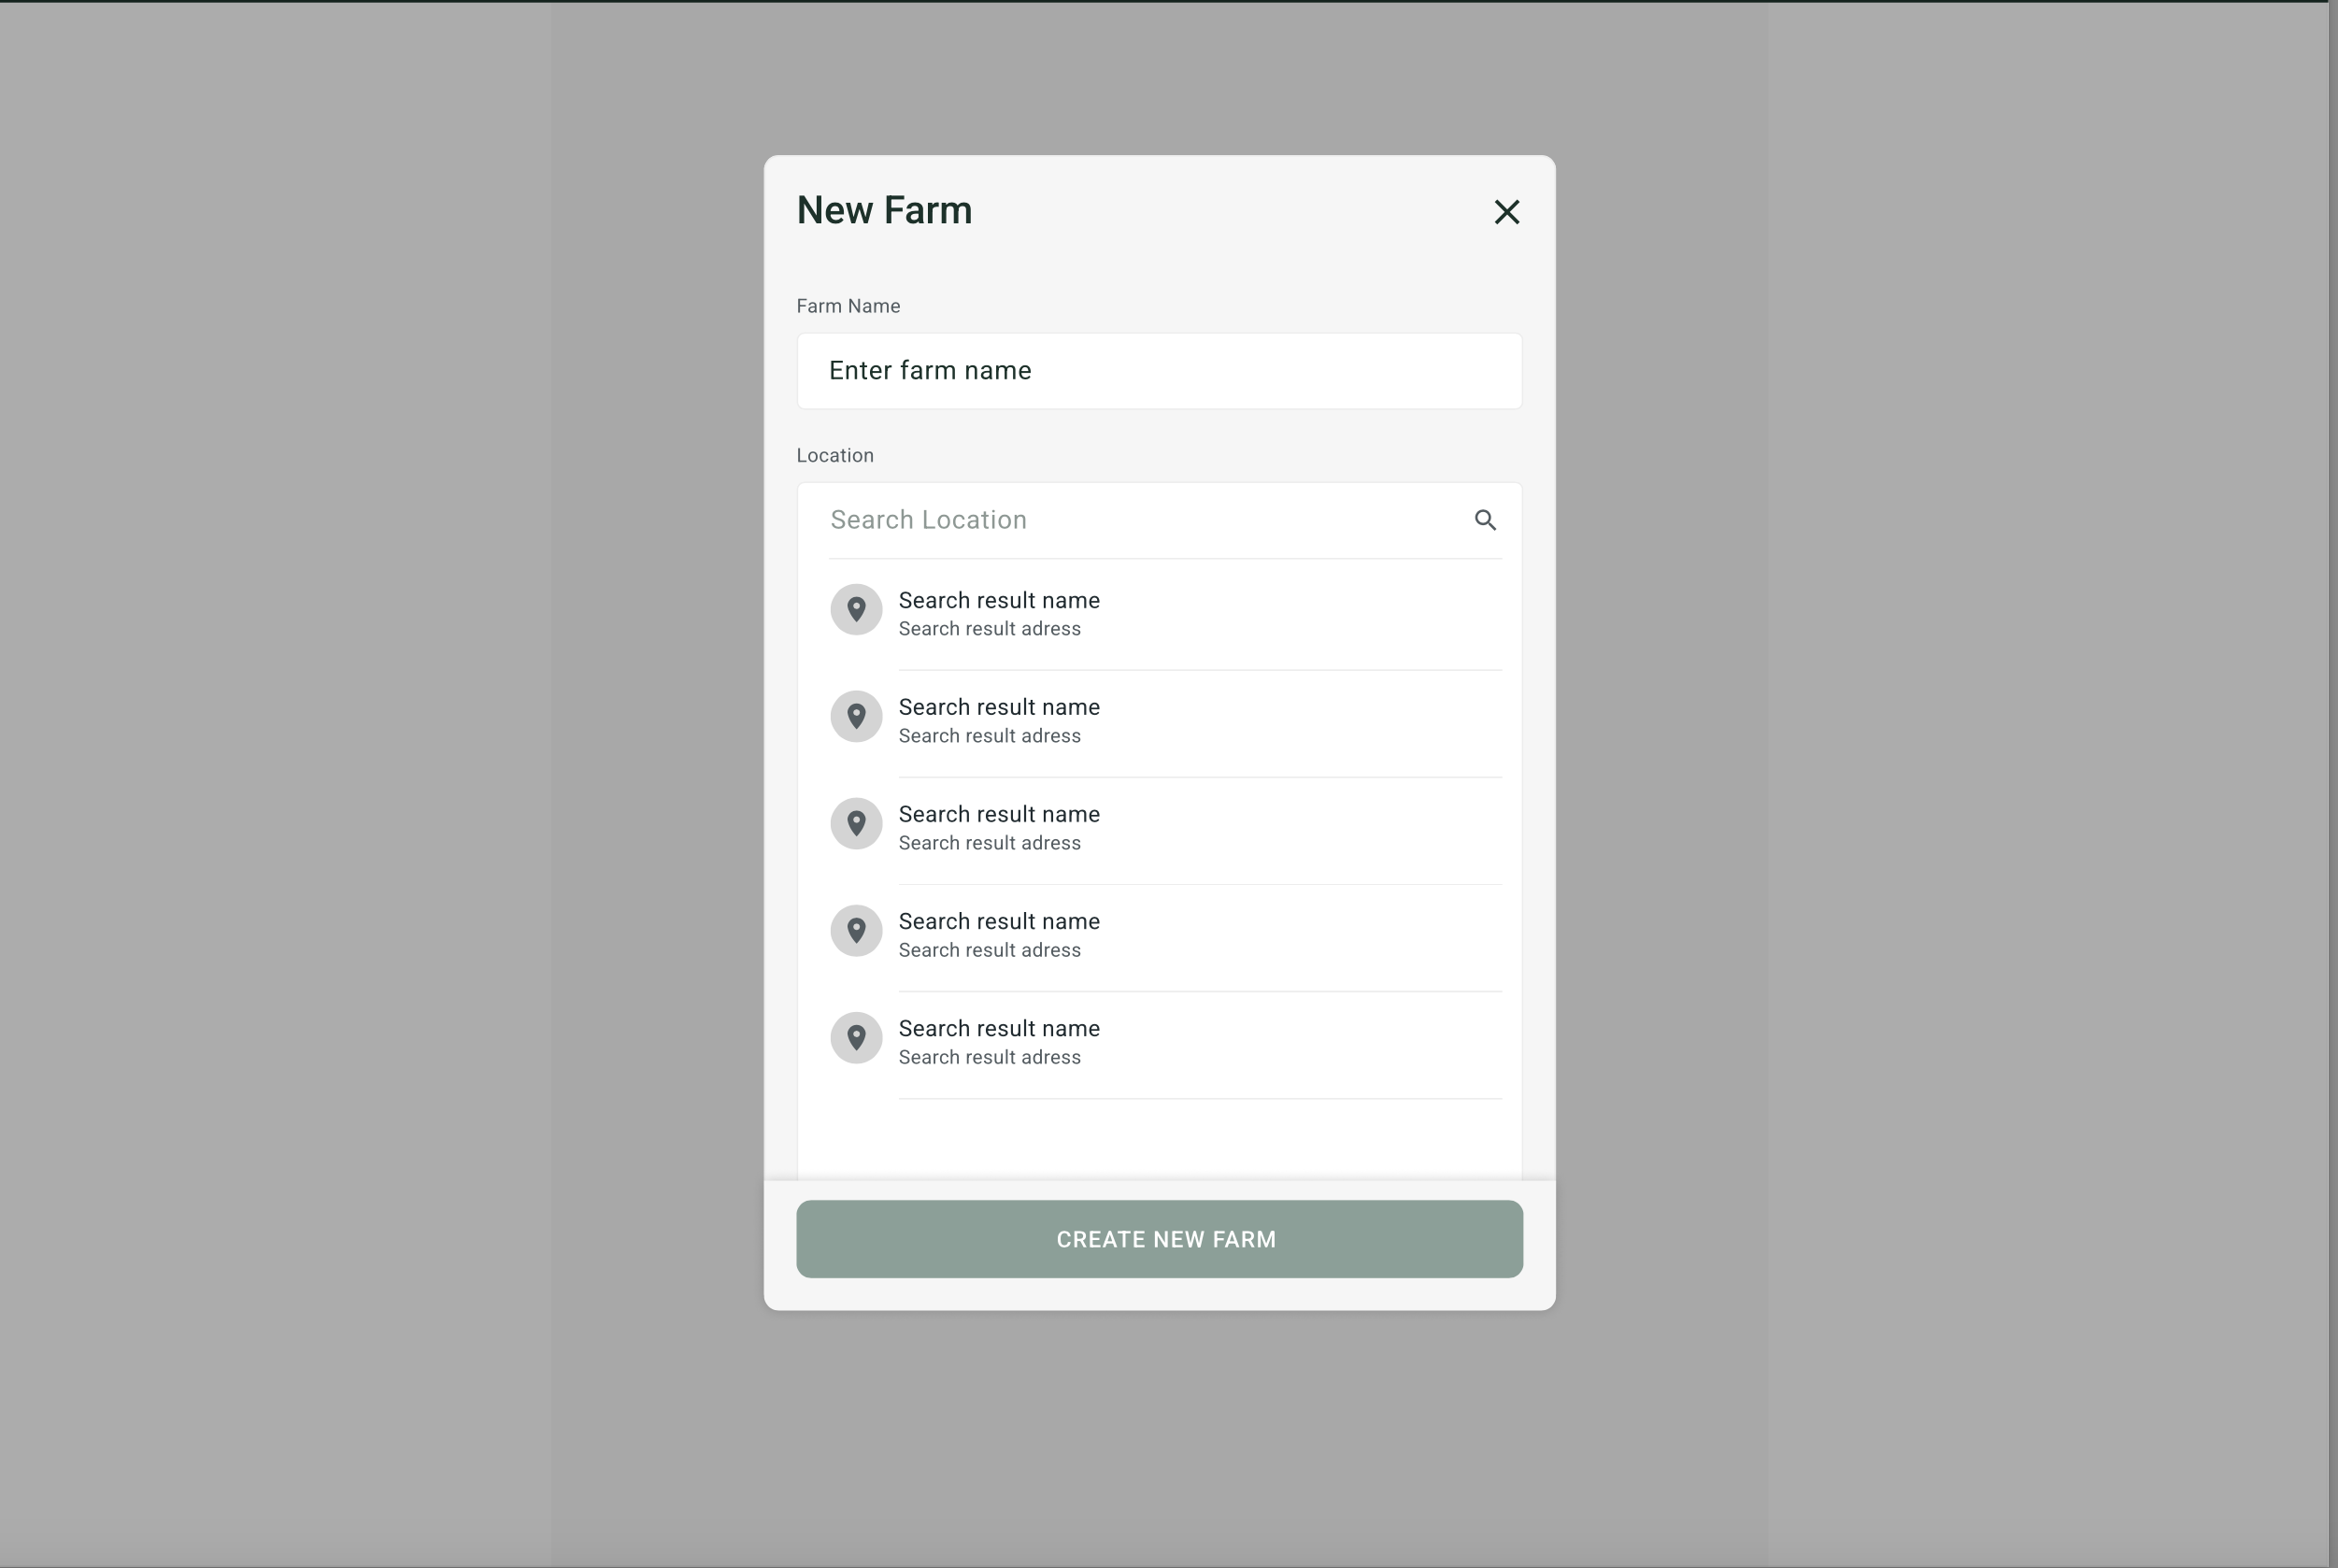 New Farm
Farm Name
Enter farm name
Location
Search Location
Search result name
Search result adress
Search result name
Search result adress
Search result name
Search result adress
Search result name
Search result adress
Search result name
Search result adress
CREATE NEW FARM